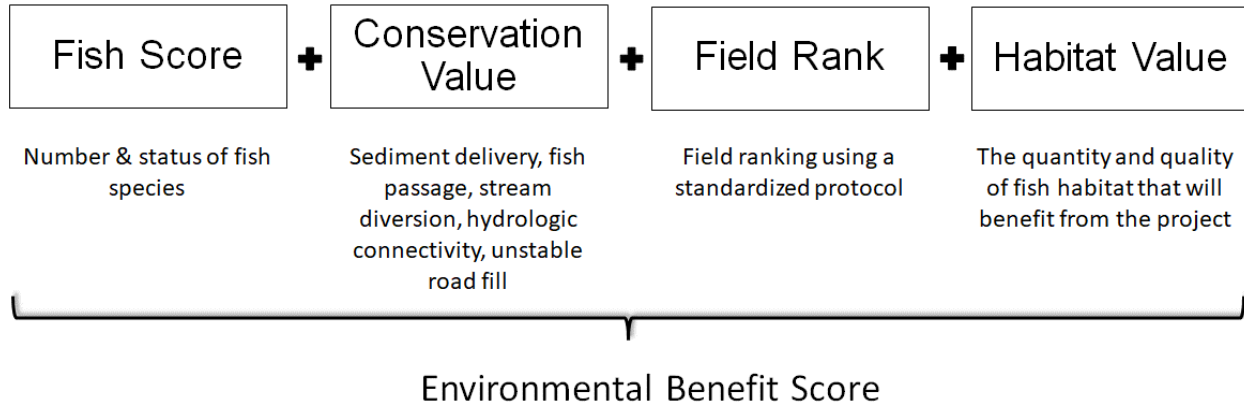 Fish Score
+
Conservation
Value
+
Field Rank
+
Habitat Value
Number & status of fish
species
Sediment delivery, fish
passage, stream
diversion, hydrologic
connectivity, unstable
road fill
Field ranking using a
standardized protocol
The quantity and quality
of fish habitat that will
benefit from the project
Environmental Benefit Score